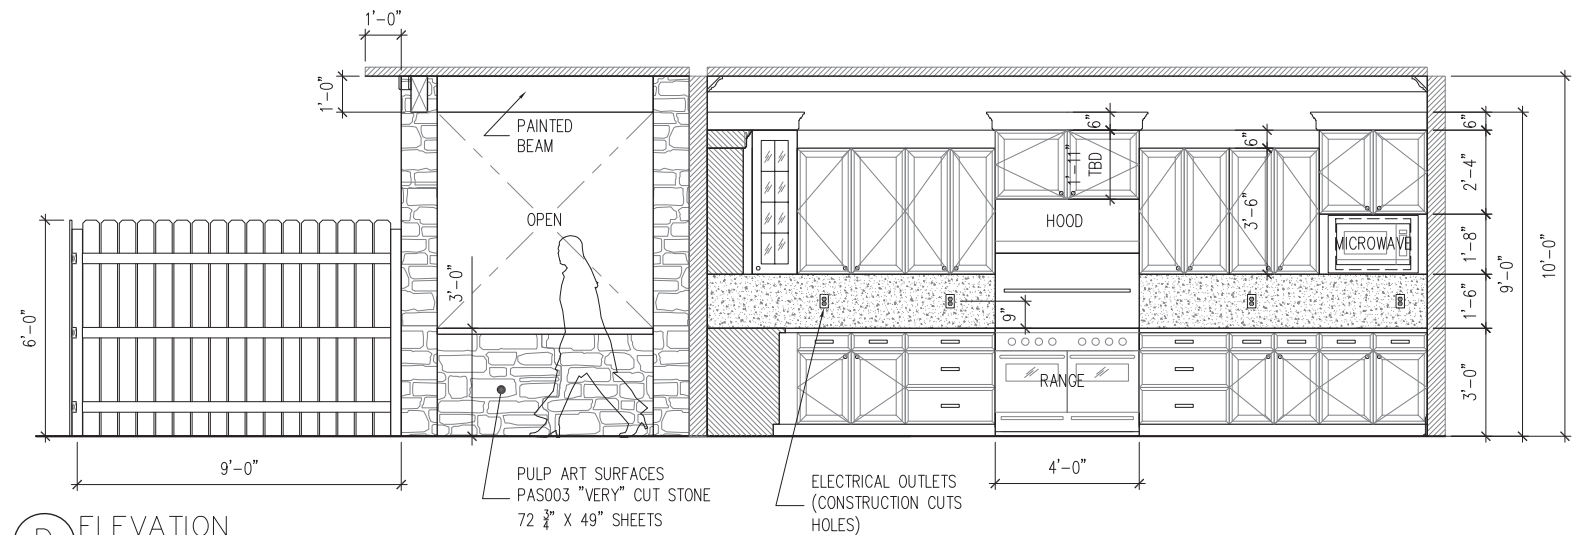 1'-0"
1'-0"
PAINTED
BEAM
OPEN
3'-0"
6'-0"
9'-0"
PULP ART SURFACES
PAS003 "VERY" CUT STONE
72 3/4" X 49" SHEETS
6"
1'-11"
TBD
HOOD
9"
RANGE
4'-0"
ELECTRICAL OUTLETS
(CONSTRUCTION CUTS
HOLES)
6"
3'-6"
MICROWAVE
6"
2'-4"
1'-8"
1'-6"
3'-0"
9'-0"
10'-0"
ELEVATION